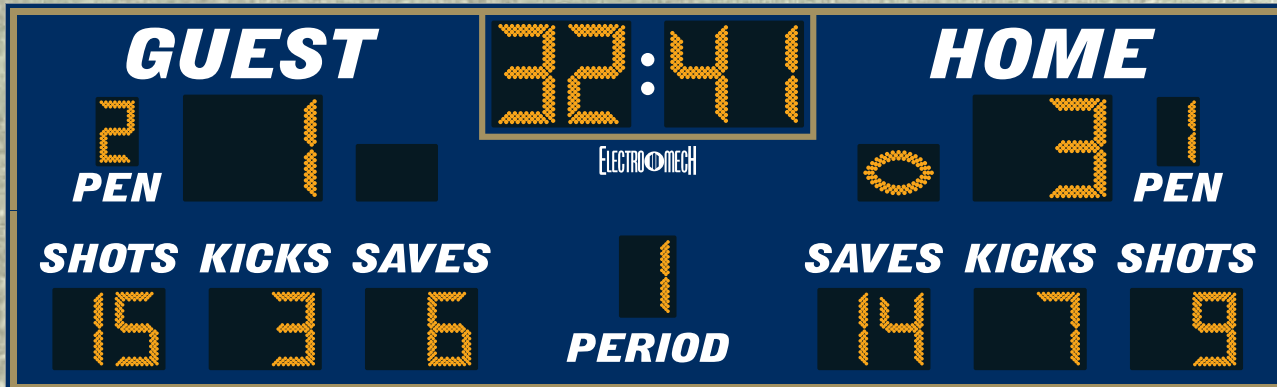 GUEST 32:41 HOME
2 1 3 1
PEN PEN
ELECTRO MECH
SHOTS KICKS SAVES SAVES KICKS SHOTS
15 3 6 1 14 7 9
PERIOD